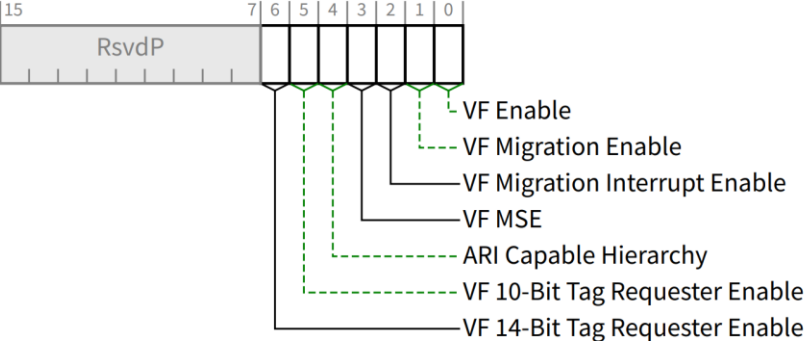 15 7 6 5 4 3 2 1 0
RsvdP
VF Enable
VF Migration Enable
VF Migration Interrupt Enable
VF MSE
ARI Capable Hierarchy
VF 10-Bit Tag Requester Enable
VF 14-Bit Tag Requester Enable